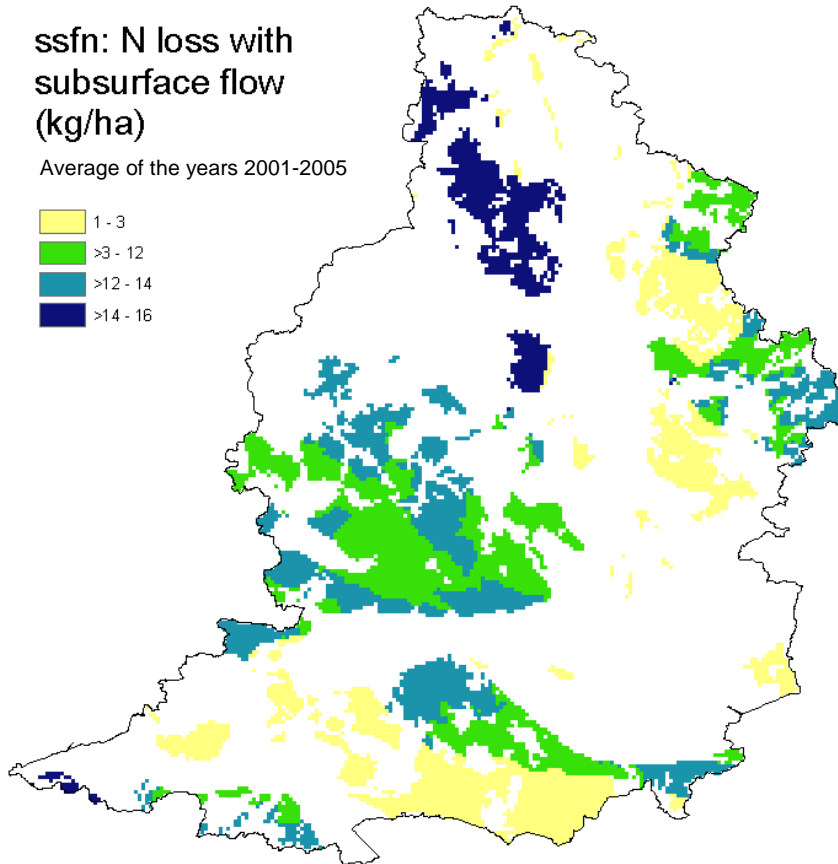 ssfn: N loss with
subsurface flow
(kg/ha)
Average of the years 2001-2005
1 - 3
>3 - 12
>12 - 14
>14 - 16